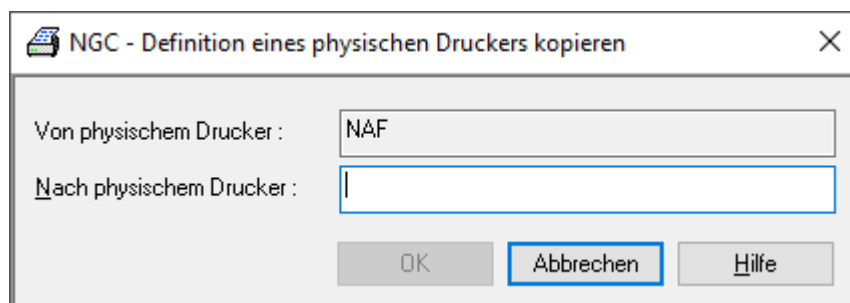 NGC - Definition eines physischen Druckers kopieren
Von physischem Drucker : NAF
Nach physischem Drucker :
OK Abbrechen Hilfe